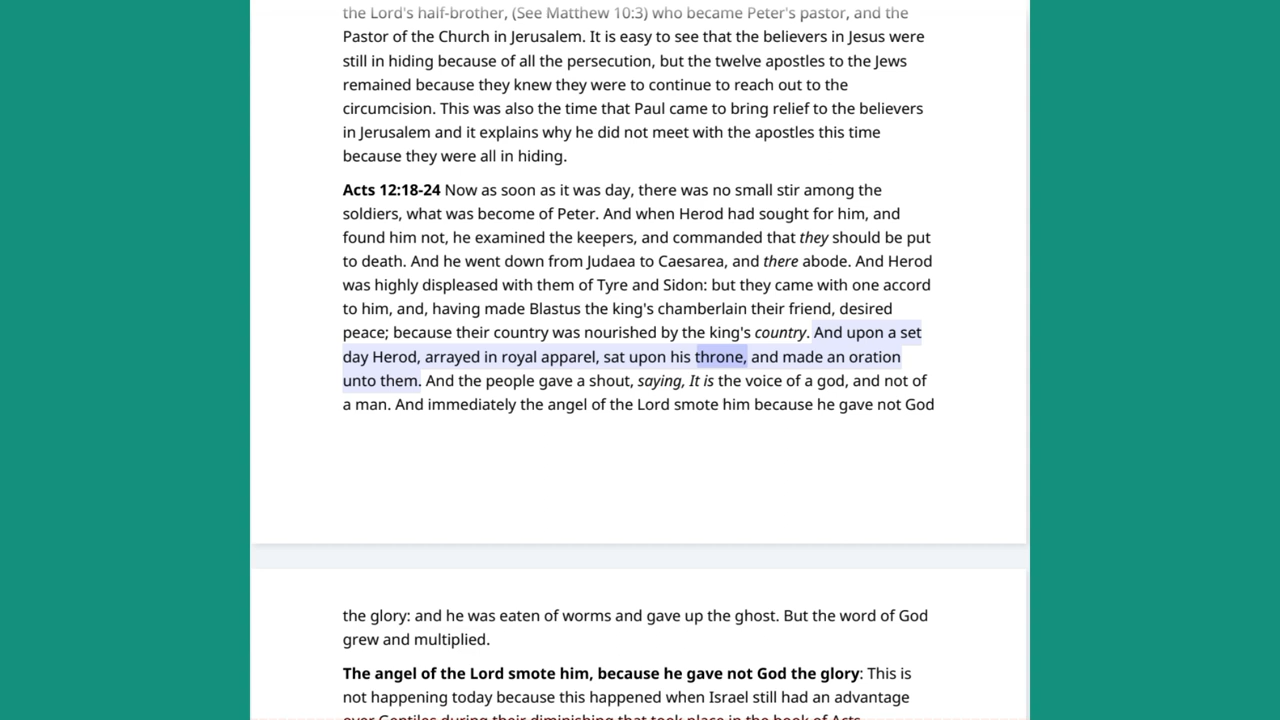 the Lord's half-brother, (See Matthew 10:3) who became Peter's pastor, and the
Pastor of the Church in Jerusalem. It is easy to see that the believers in Jesus were
still in hiding because of all the persecution, but the twelve apostles to the Jews
remained because they knew they were to continue to reach out to the
circumcision. This was also the time that Paul came to bring relief to the believers
in Jerusalem and it explains why he did not meet with the apostles this time
because they were all in hiding.
Acts 12:18-24 Now as soon as it was day, there was no small stir among the
soldiers, what was become of Peter. And when Herod had sought for him, and
found him not, he examined the keepers, and commanded that they should be put
to death. And he went down from Judaea to Caesarea, and there abode. And Herod
was highly displeased with them of Tyre and Sidon: but they came with one accord
to him, and, having made Blastus the king's chamberlain their friend, desired
peace; because their country was nourished by the king's country. And upon a set
day Herod, arrayed in royal apparel, sat upon his throne, and made an oration
unto them. And the people gave a shout, saying, It is the voice of a god, and not of
a man. And immediately the angel of the Lord smote him because he gave not God
the glory: and he was eaten of worms and gave up the ghost. But the word of God
grew and multiplied.
The angel of the Lord smote him, because he gave not God the glory: This is
not happening today because this happened when Israel still had an advantage
over Gentiles during their diminishing that took place in the book of Acts.